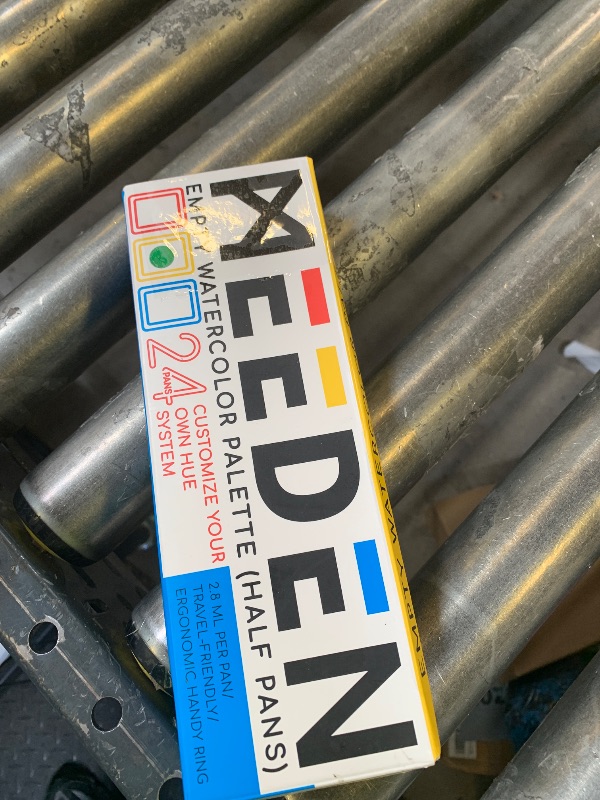 MEEDEN
EMPTY WATERCOLOR PALETTE (HALF PANS)
24 PANS
CUSTOMIZE YOUR
OWN HUE
SYSTEM
2.8 ML PER PAN/
TRAVEL-FRIENDLY/
ERGONOMIC HANDY RING
EMPTY